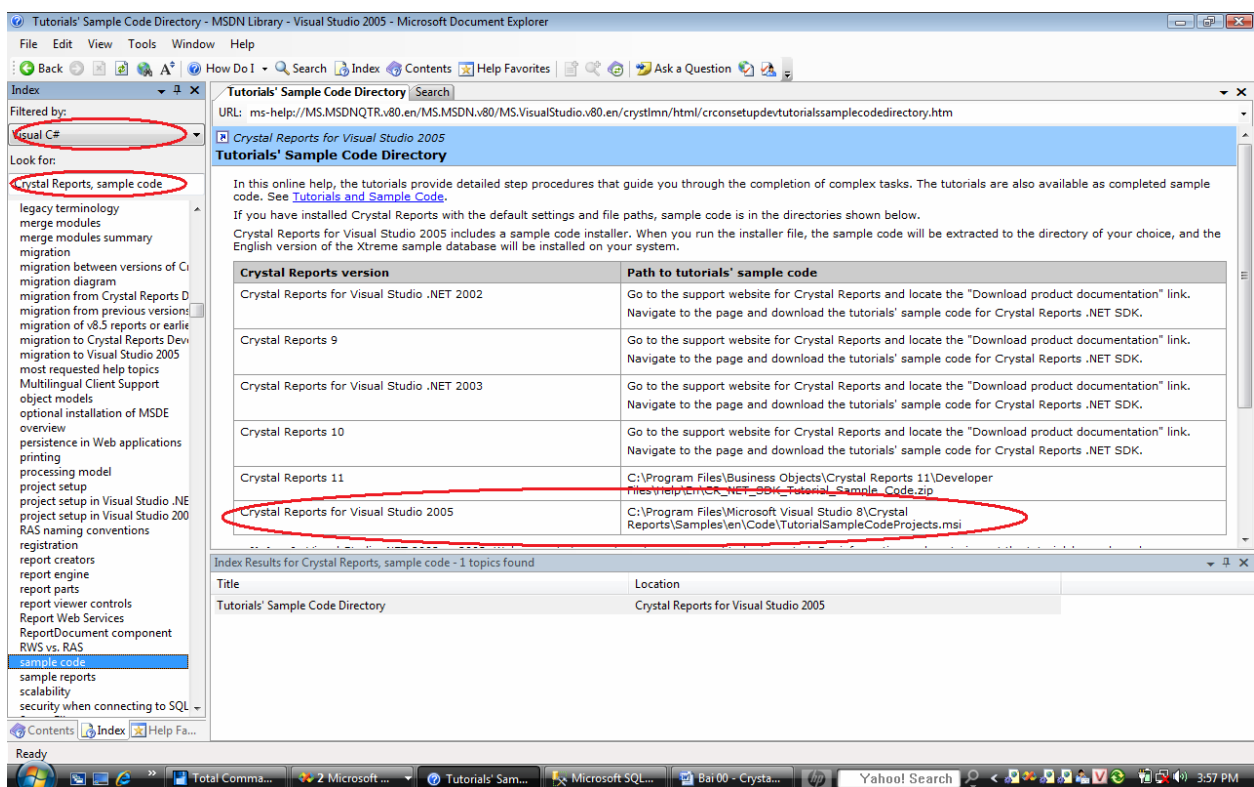 Tutorials' Sample Code Directory - MSDN Library - Visual Studio 2005 - Microsoft Document Explorer
File Edit View Tools Window Help
Back How Do I Search Index Contents Help Favorites Ask a Question
Index
Filtered by:
Visual C#
Look for:
Crystal Reports, sample code
legacy terminology
merge modules
merge modules summary
migration
migration between versions of Cr
migration diagram
migration from Crystal Reports D
migration from previous versions
migration of v8.5 reports or earlie
migration to Crystal Reports Deve
migration to Visual Studio 2005
most requested help topics
Multilingual Client Support
object models
optional installation of MSDE
overview
persistence in Web applications
printing
processing model
project setup
project setup in Visual Studio .NE
project setup in Visual Studio 200
RAS naming conventions
registration
report creators
report engine
report parts
report viewer controls
Report Web Services
ReportDocument component
RWS vs. RAS
sample code
sample reports
scalability
security when connecting to SQL
Contents Index Help Fa...
Tutorials' Sample Code Directory Search
URL: ms-help://MS.MSDNQTR.v80.en/MS.MSDN.v80/MS.VisualStudio.v80.en/crystlmn/html/crconsetupdevtutorialssamplecodedirectory.htm
Crystal Reports for Visual Studio 2005
Tutorials' Sample Code Directory
In this online help, the tutorials provide detailed step procedures that guide you through the completion of complex tasks. The tutorials are also available as completed sample
code. See Tutorials and Sample Code.
If you have installed Crystal Reports with the default settings and file paths, sample code is in the directories shown below.
Crystal Reports for Visual Studio 2005 includes a sample code installer. When you run the installer file, the sample code will be extracted to the directory of your choice, and the
English version of the Xtreme sample database will be installed on your system.
Crystal Reports version Path to tutorials' sample code
Crystal Reports for Visual Studio .NET 2002 Go to the support website for Crystal Reports and locate the "Download product documentation" link.
Navigate to the page and download the tutorials' sample code for Crystal Reports .NET SDK.
Crystal Reports 9 Go to the support website for Crystal Reports and locate the "Download product documentation" link.
Navigate to the page and download the tutorials' sample code for Crystal Reports .NET SDK.
Crystal Reports for Visual Studio .NET 2003 Go to the support website for Crystal Reports and locate the "Download product documentation" link.
Navigate to the page and download the tutorials' sample code for Crystal Reports .NET SDK.
Crystal Reports 10 Go to the support website for Crystal Reports and locate the "Download product documentation" link.
Navigate to the page and download the tutorials' sample code for Crystal Reports .NET SDK.
Crystal Reports 11 C:\Program Files\Business Objects\Crystal Reports 11\Developer
Files\Help\En\CR_NET_SDK_Tutorial_Sample_Code.zip
Crystal Reports for Visual Studio 2005 C:\Program Files\Microsoft Visual Studio 8\Crystal
Reports\Samples\en\Code\TutorialSampleCodeProjects.msi
Index Results for Crystal Reports, sample code - 1 topics found
Title Location
Tutorials' Sample Code Directory Crystal Reports for Visual Studio 2005
Ready
Total Comma... 2 Microsoft ... Tutorials' Sam... Microsoft SQL... Bai 00 - Crysta... hp Yahoo! Search 3:57 PM